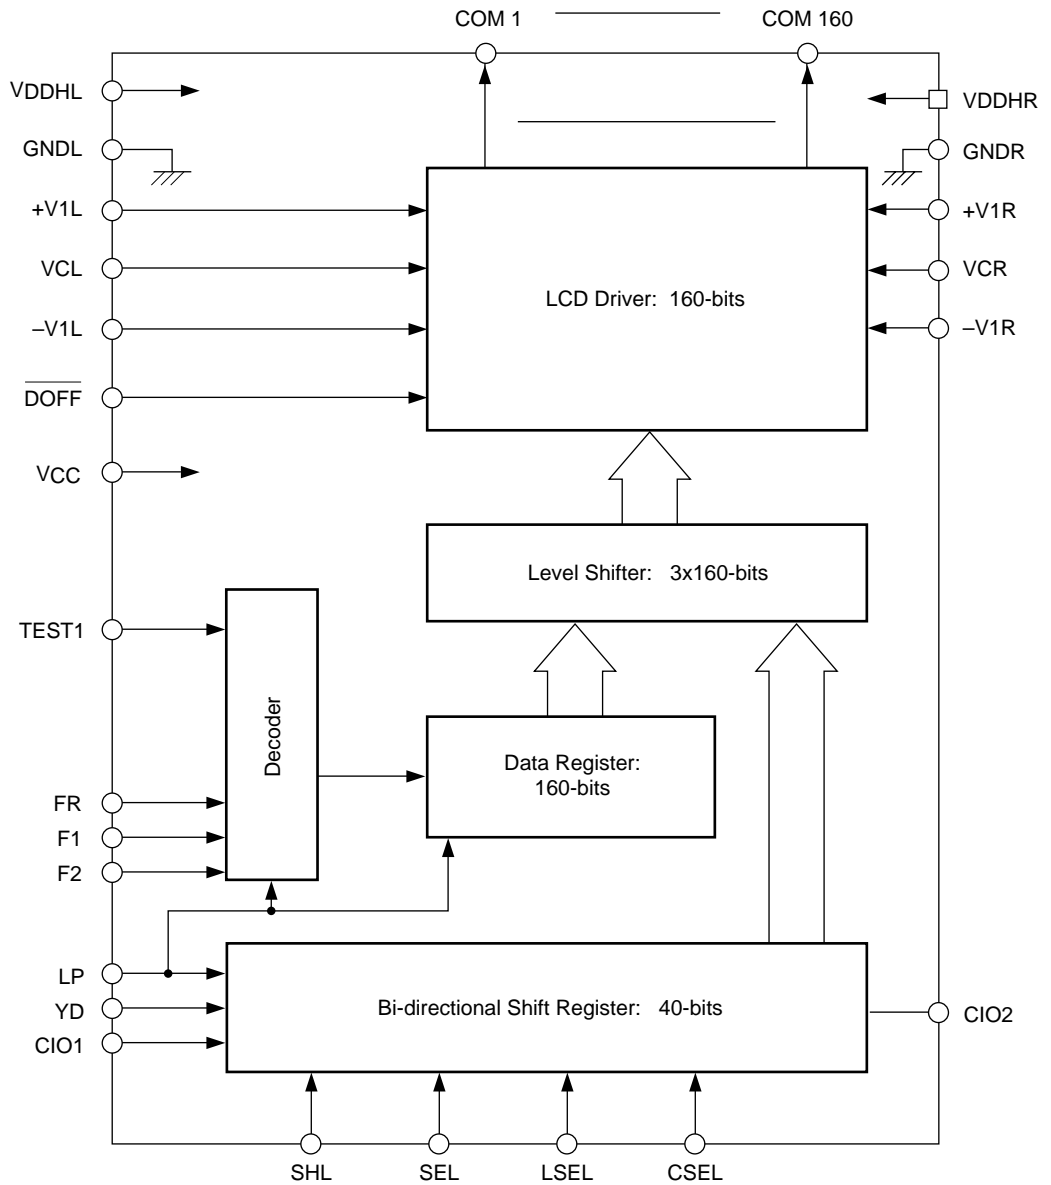 COM 1 COM 160
VDDHL
VDDHR
GNDL
GNDR
+V1L
+V1R
VCL
VCR
LCD Driver: 160-bits
–V1L
–V1R
DOFF
VCC
Level Shifter: 3x160-bits
TEST1
Decoder
Data Register:
160-bits
FR
F1
F2
LP
YD
CIO1
Bi-directional Shift Register: 40-bits
CIO2
SHL SEL LSEL CSEL